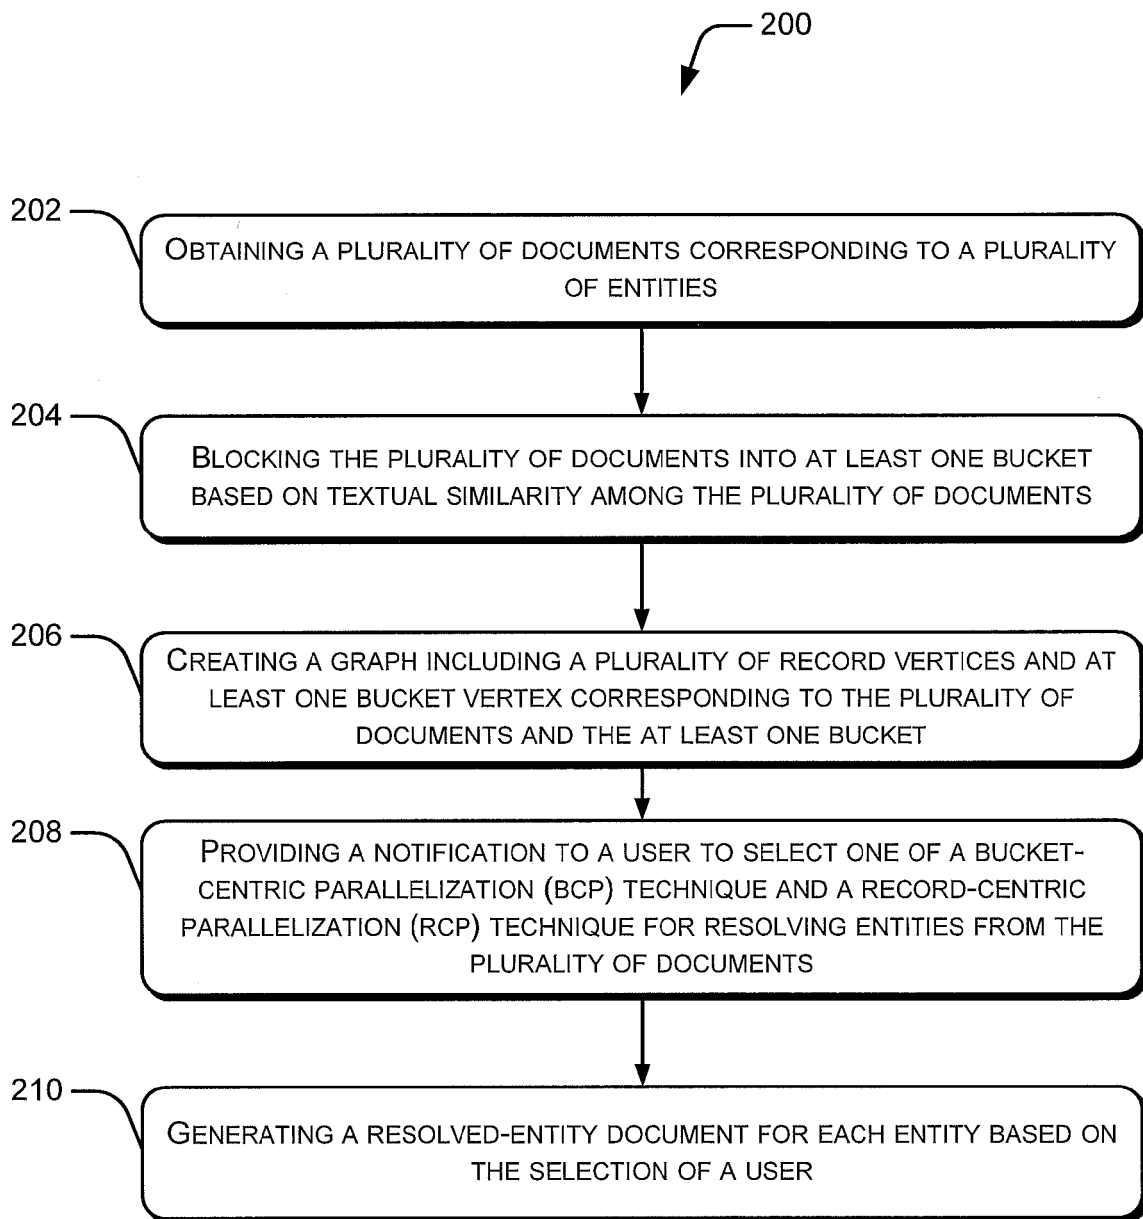 200
202
OBTAINING A PLURALITY OF DOCUMENTS CORRESPONDING TO A PLURALITY
OF ENTITIES
204
BLOCKING THE PLURALITY OF DOCUMENTS INTO AT LEAST ONE BUCKET
BASED ON TEXTUAL SIMILARITY AMONG THE PLURALITY OF DOCUMENTS
206
CREATING A GRAPH INCLUDING A PLURALITY OF RECORD VERTICES AND AT
LEAST ONE BUCKET VERTEX CORRESPONDING TO THE PLURALITY OF
DOCUMENTS AND THE AT LEAST ONE BUCKET
208
PROVIDING A NOTIFICATION TO A USER TO SELECT ONE OF A BUCKET-
CENTRIC PARALLELIZATION (BCP) TECHNIQUE AND A RECORD-CENTRIC
PARALLELIZATION (RCP) TECHNIQUE FOR RESOLVING ENTITIES FROM THE
PLURALITY OF DOCUMENTS
210
GENERATING A RESOLVED-ENTITY DOCUMENT FOR EACH ENTITY BASED ON
THE SELECTION OF A USER